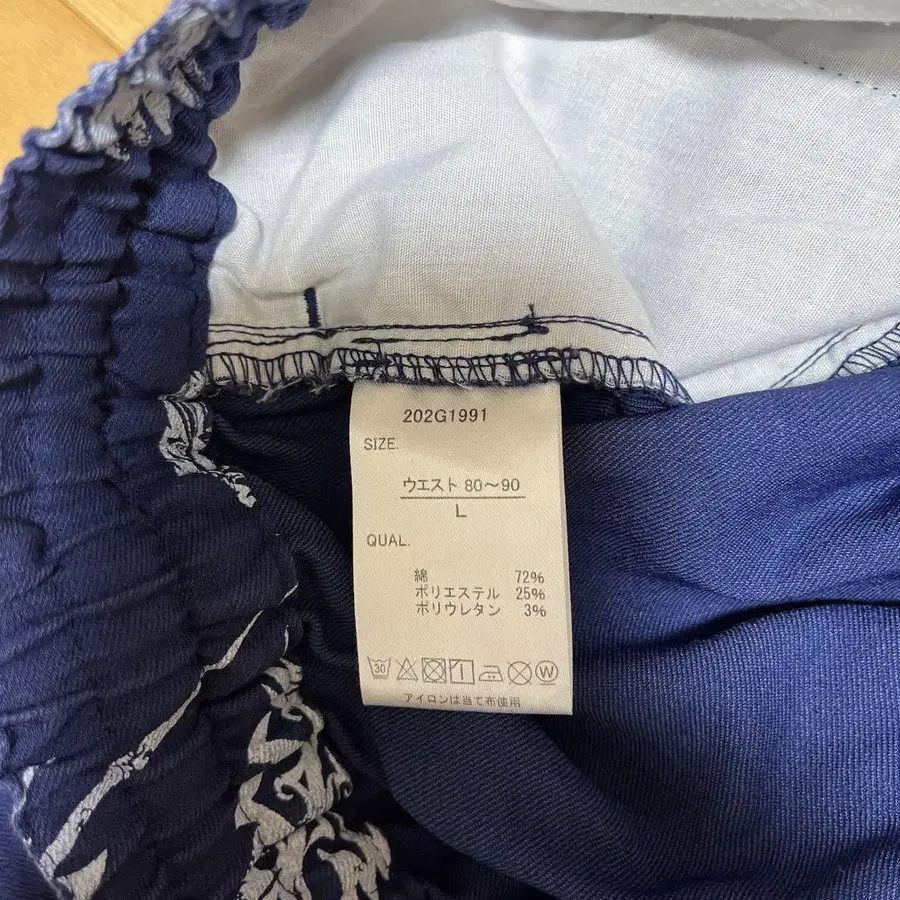 202G1991
SIZE.
ウエスト 80～90
L
QUAL.
綿 72%
ポリエステル 25%
ポリウレタン 3%
30 W
アイロンは当て布使用